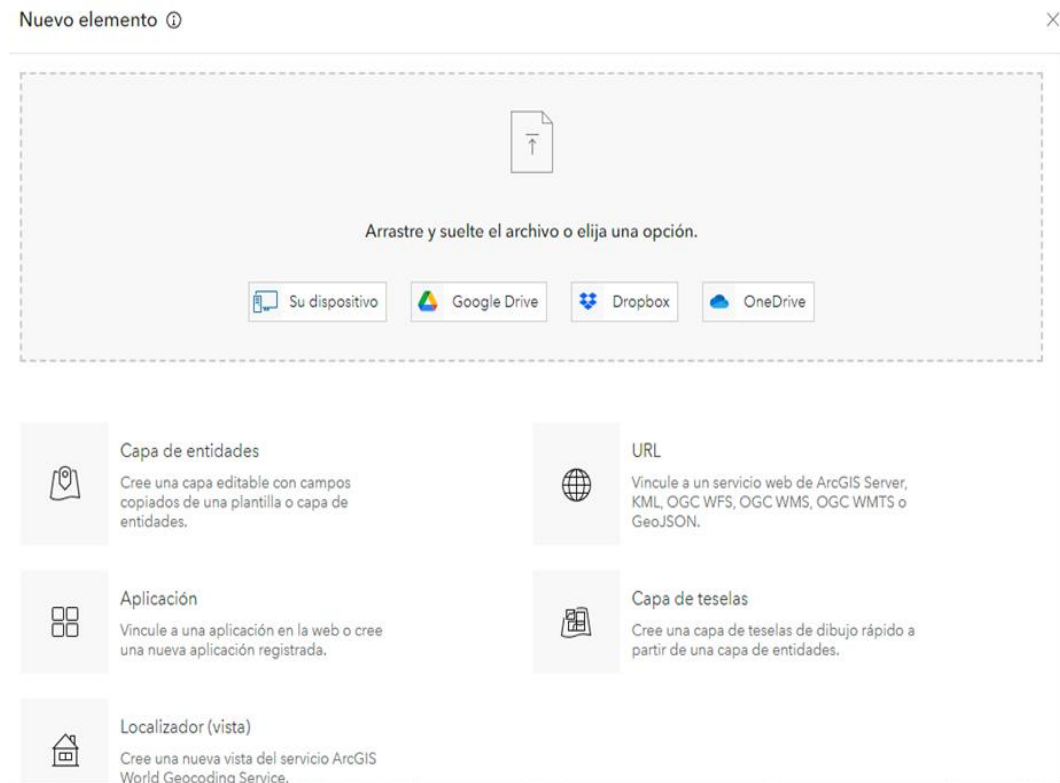 Nuevo elemento
Arrastre y suelte el archivo o elija una opción.
Su dispositivo
Google Drive
Dropbox
OneDrive
Capa de entidades
Cree una capa editable con campos
copiados de una plantilla o capa de
entidades.
URL
Vincule a un servicio web de ArcGIS Server,
KML, OGC WFS, OGC WMS, OGC WMTS o
GeoJSON.
Aplicación
Vincule a una aplicación en la web o cree
una nueva aplicación registrada.
Capa de teselas
Cree una capa de teselas de dibujo rápido a
partir de una capa de entidades.
Localizador (vista)
Cree una nueva vista del servicio ArcGIS
World Geocoding Service.